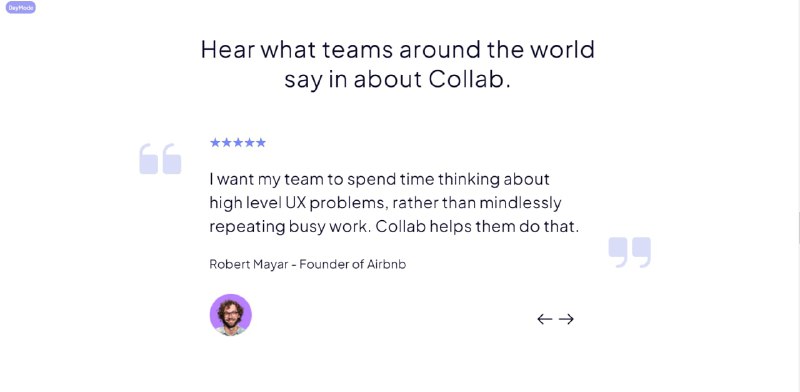 DayMode
Hear what teams around the world
say in about Collab.
I want my team to spend time thinking about
high level UX problems, rather than mindlessly
repeating busy work. Collab helps them do that.
Robert Mayar - Founder of Airbnb